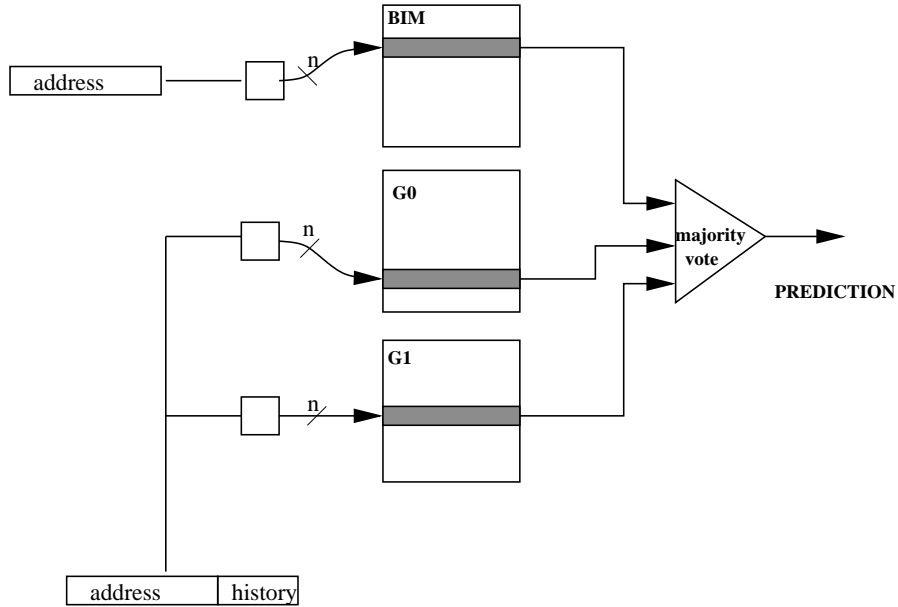 BIM
n
address
G0
n
majority
vote
PREDICTION
G1
n
address
history